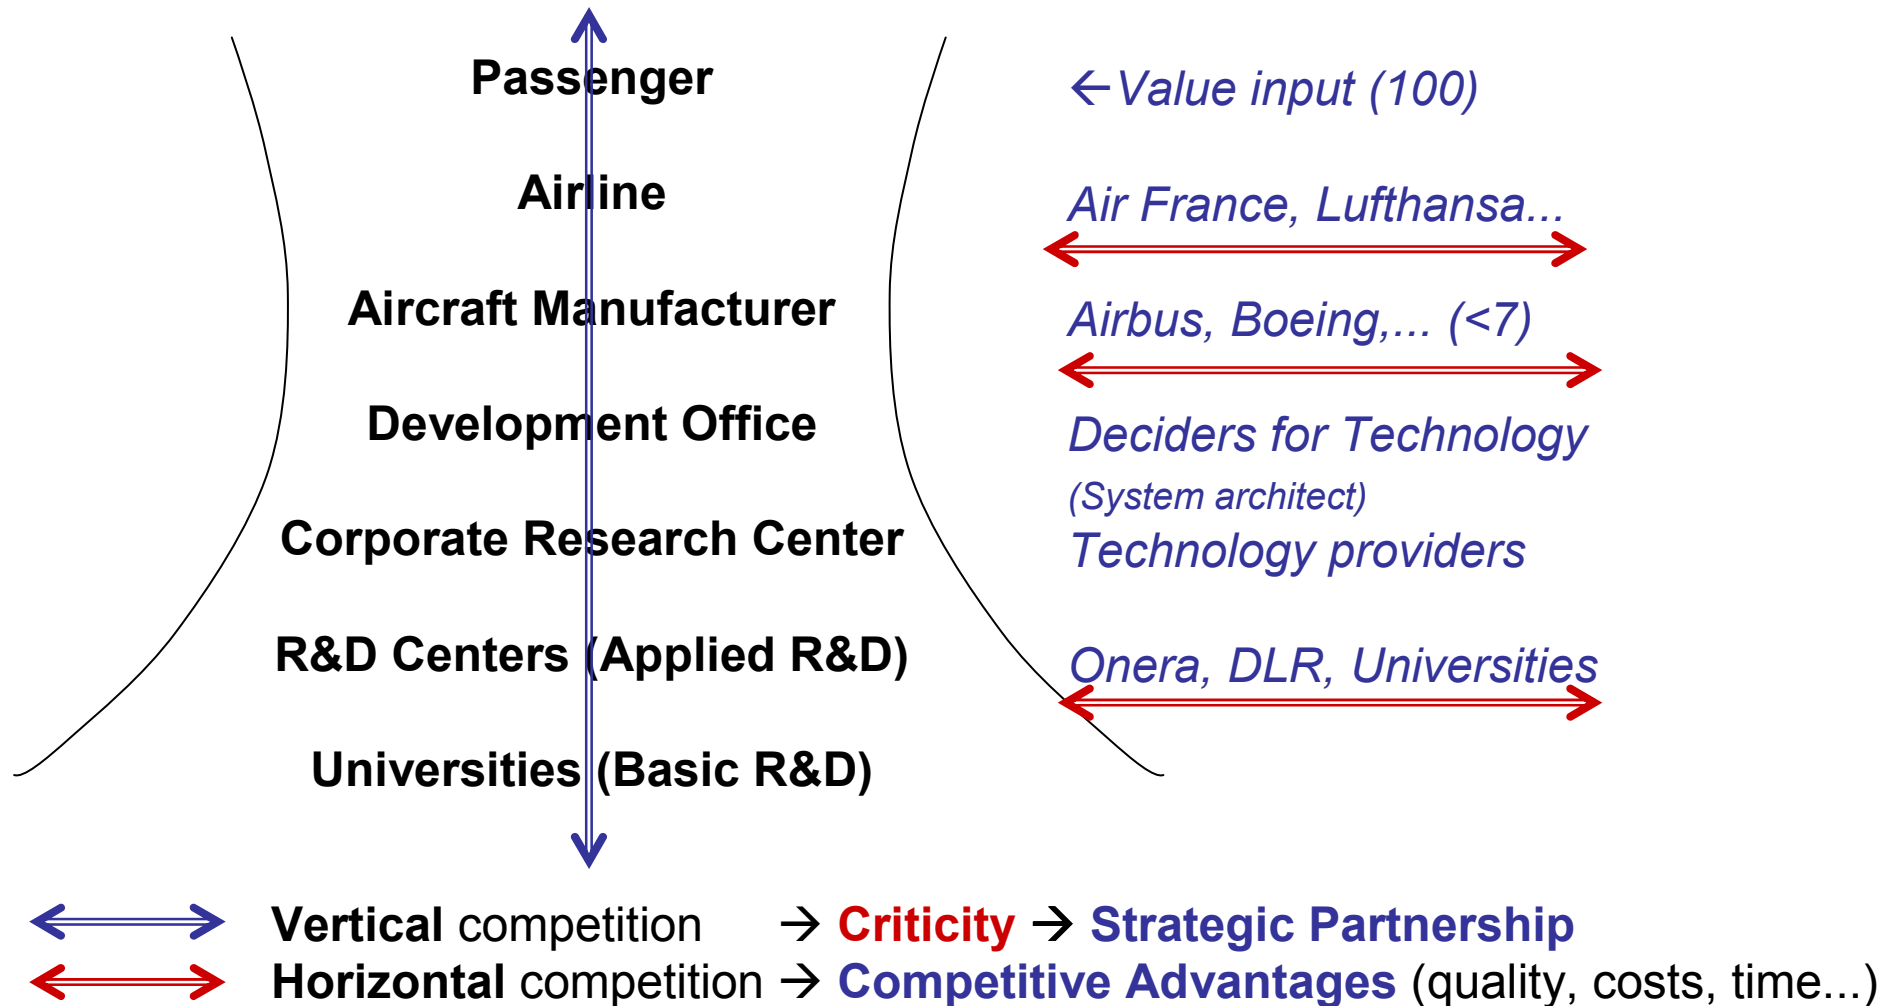 Passenger ←Value input (100)
Airline Air France, Lufthansa...
Aircraft Manufacturer Airbus, Boeing,... (<7)
Development Office Deciders for Technology
(System architect)
Corporate Research Center Technology providers
R&D Centers (Applied R&D) Onera, DLR, Universities
Universities (Basic R&D)
Vertical competition → Criticity → Strategic Partnership
Horizontal competition → Competitive Advantages (quality, costs, time...)